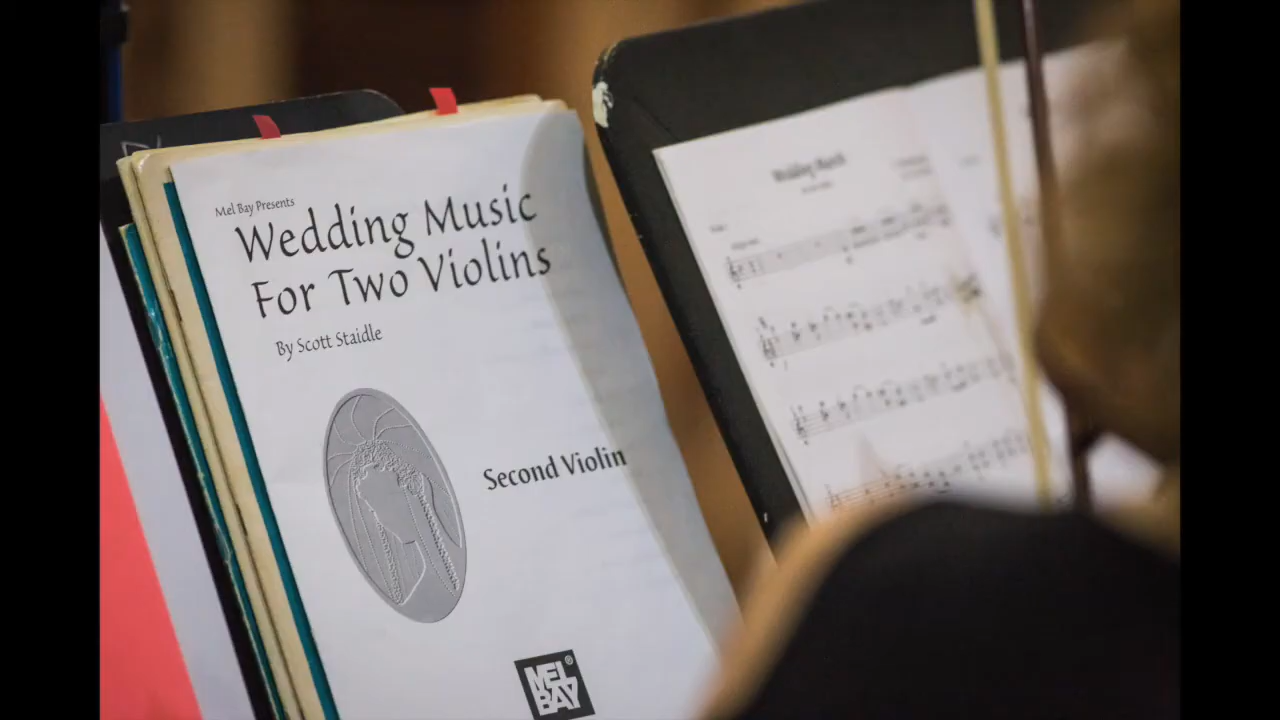 Mel Bay Presents
Wedding Music
For Two Violins
By Scott Staidle
Second Violin
MEL
BAY®
Wedding March